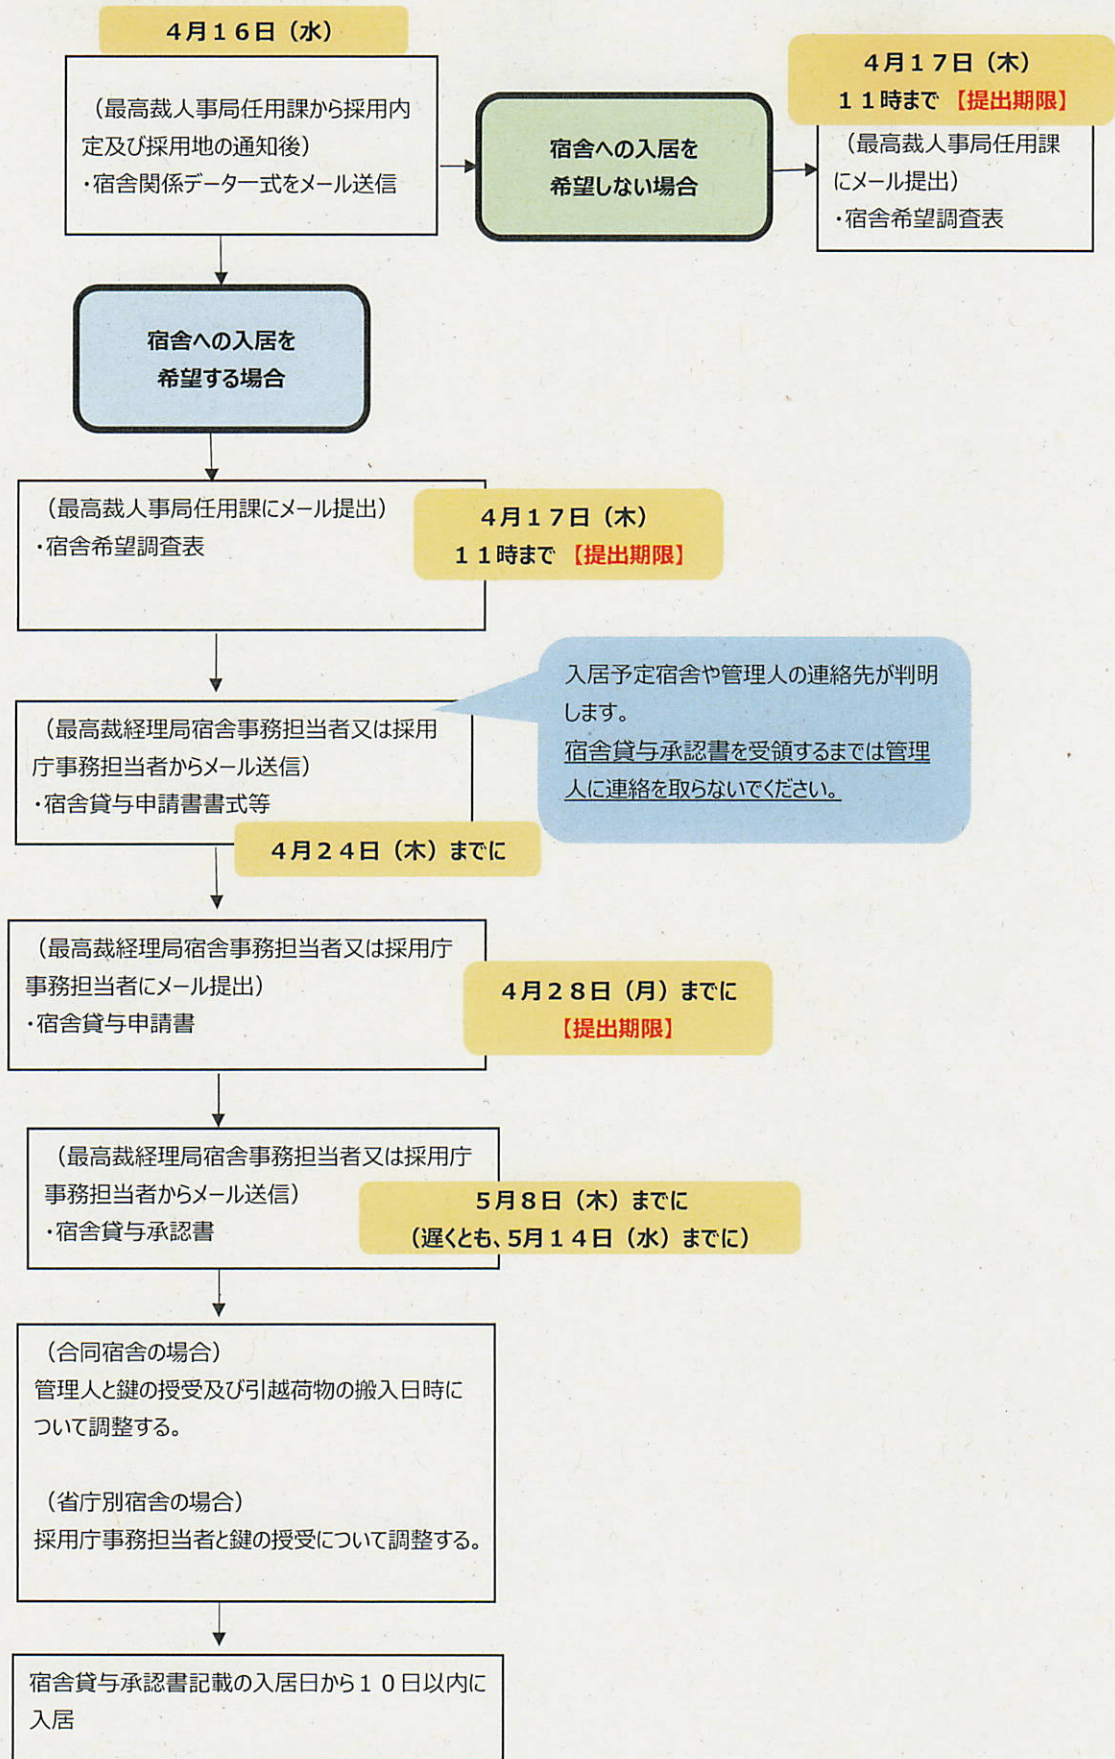 4月16日（水）
（最高裁人事局任用課から採用内
定及び採用地の通知後）
・宿舎関係データ一式をメール送信
宿舎への入居を
希望しない場合
4月17日（木）
11時まで【提出期限】
（最高裁人事局任用課
にメール提出）
・宿舎希望調査表
宿舎への入居を
希望する場合
（最高裁人事局任用課にメール提出）
・宿舎希望調査表
4月17日（木）
11時まで【提出期限】
（最高裁経理局宿舎事務担当者又は採用
庁事務担当者からメール送信）
・宿舎貸与申請書書式等
入居予定宿舎や管理人の連絡先が判明
します。
宿舎貸与承認書を受領するまでは管理
人に連絡を取らないでください。
4月24日（木）までに
（最高裁経理局宿舎事務担当者又は採用庁
事務担当者にメール提出）
・宿舎貸与申請書
4月28日（月）までに
【提出期限】
（最高裁経理局宿舎事務担当者又は採用庁
事務担当者からメール送信）
・宿舎貸与承認書
5月8日（木）までに
（遅くとも、5月14日（水）までに）
（合同宿舎の場合）
管理人と鍵の授受及び引越荷物の搬入日時に
ついて調整する。
（省庁別宿舎の場合）
採用庁事務担当者と鍵の授受について調整する。
宿舎貸与承認書記載の入居日から10日以内に
入居